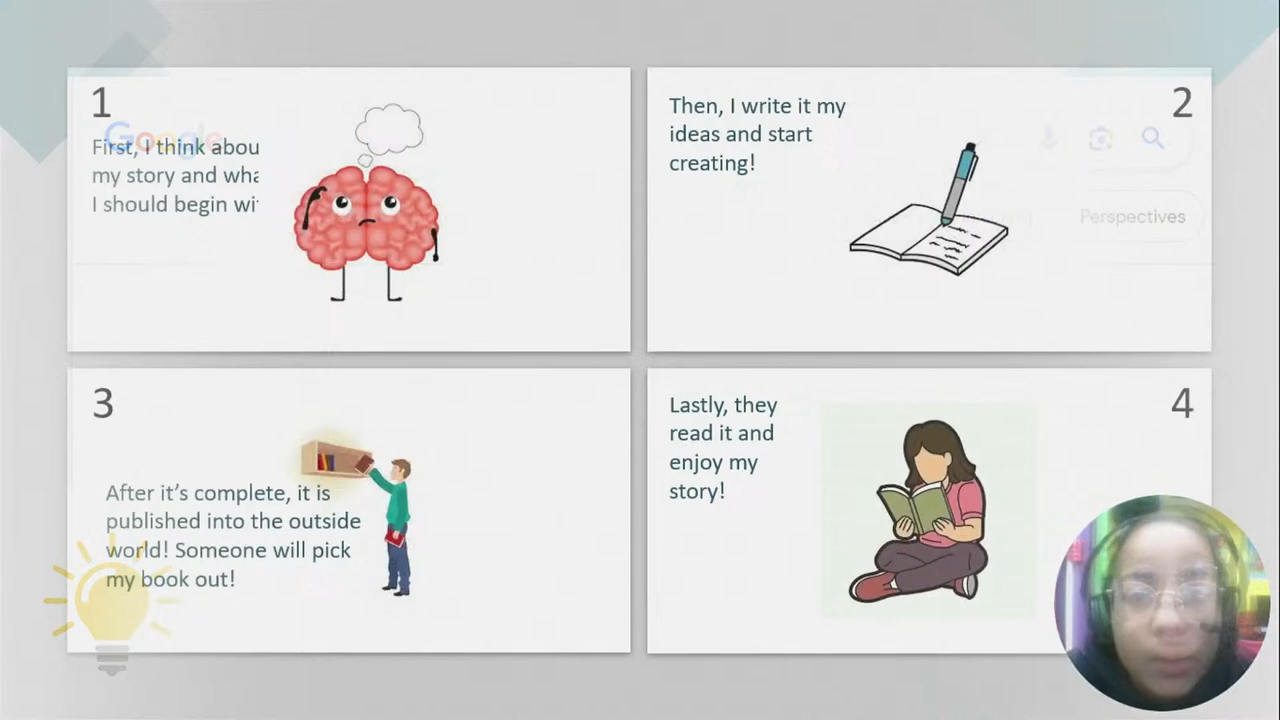 1
Google
First, I think abou
my story and wha
I should begin wi
Then, I write it my
ideas and start
creating!
2
Perspectives
3
After it's complete, it is
published into the outside
world! Someone will pick
my book out!
Lastly, they
read it and
enjoy my
story!
4